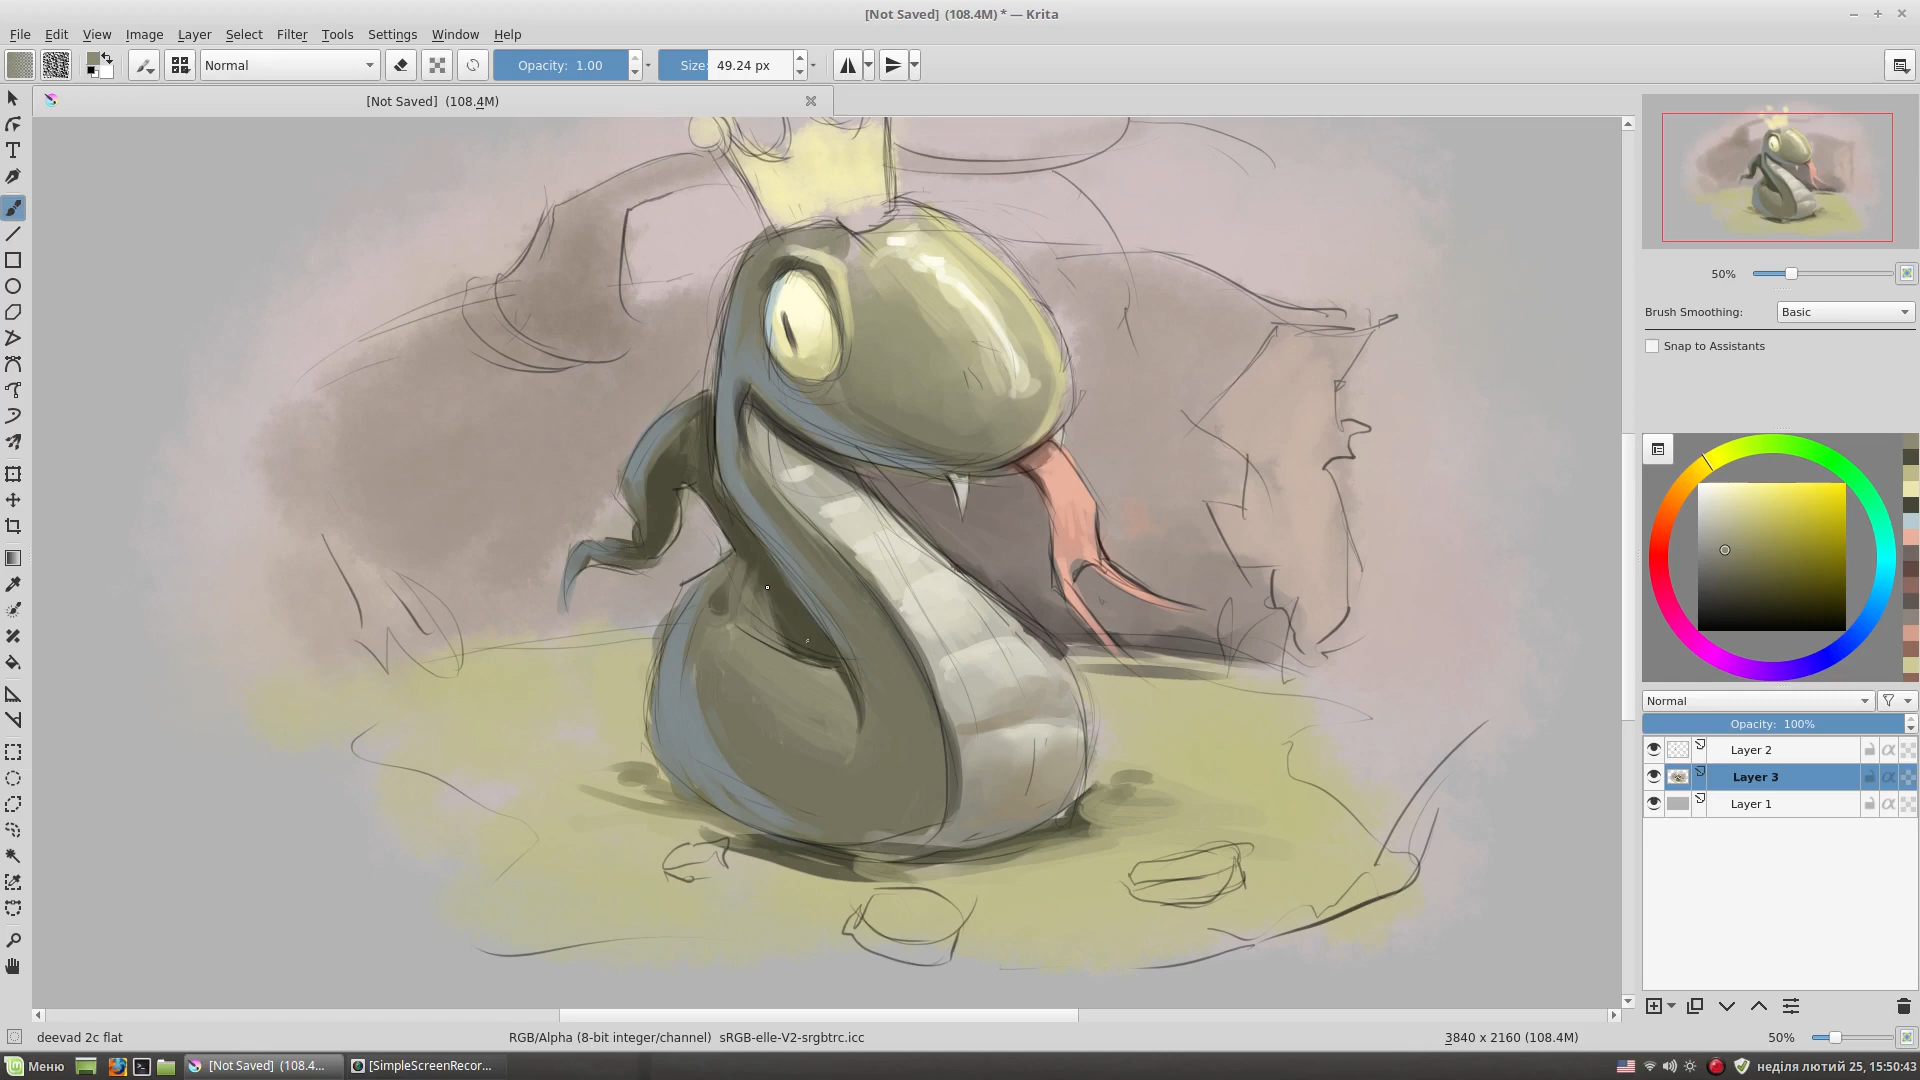 [Not Saved]  (108.4M) * — Krita
File Edit View Image Layer Select Filter Tools Settings Window Help
Normal Opacity: 1.00 Size: 49.24 px
[Not Saved]  (108.4M)
50%
Brush Smoothing: Basic
Snap to Assistants
Normal
Opacity: 100%
Layer 2
Layer 3
Layer 1
deevad 2c flat RGB/Alpha (8-bit integer/channel)  sRGB-elle-V2-srgbtrc.icc 3840 x 2160 (108.4M) 50%
Меню [Not Saved]  (108.4... [SimpleScreenRecor... неділя лютий 25, 15:50:43